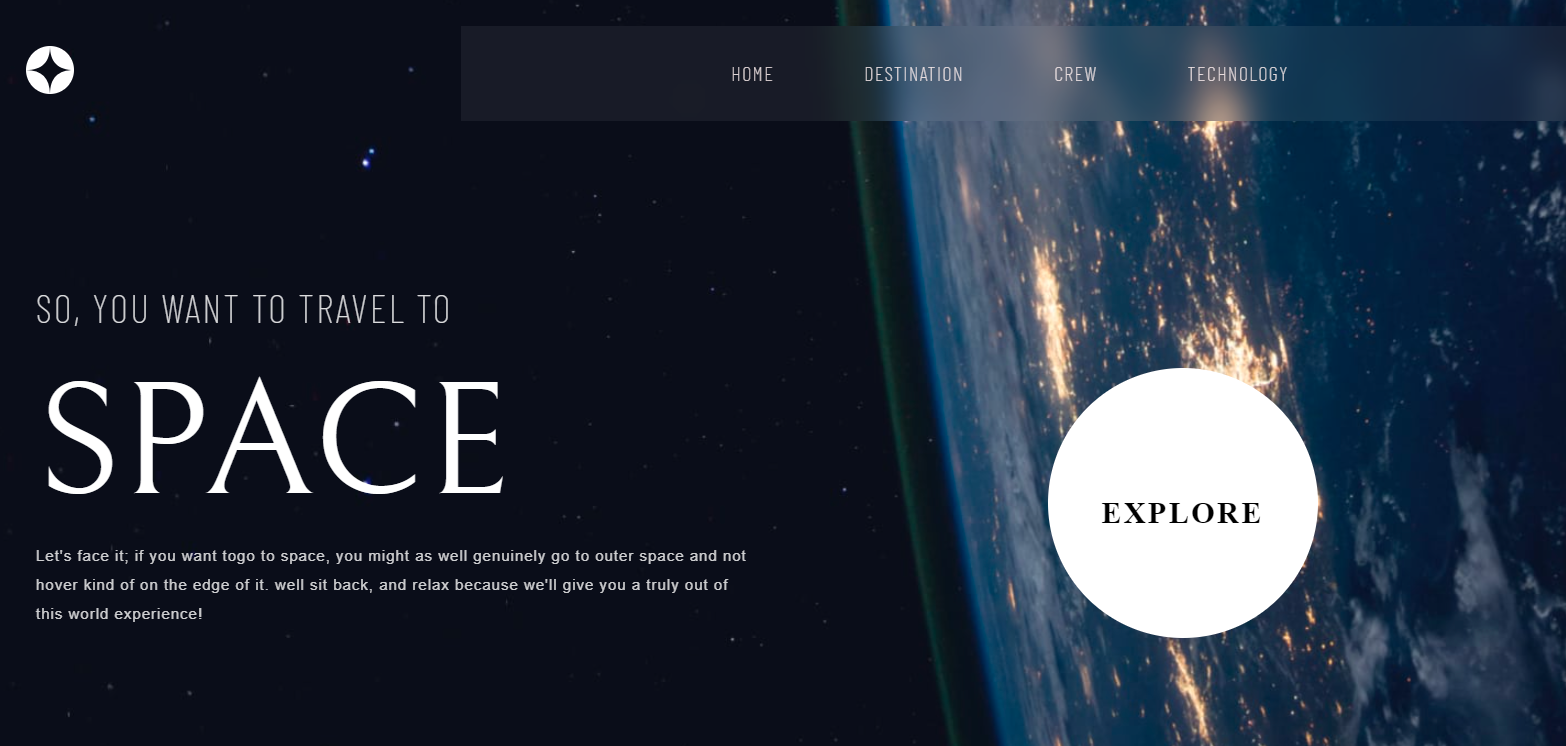 HOME DESTINATION CREW TECHNOLOGY
SO, YOU WANT TO TRAVEL TO
SPACE
Let's face it; if you want togo to space, you might as well genuinely go to outer space and not
hover kind of on the edge of it. well sit back, and relax because we'll give you a truly out of
this world experience!
EXPLORE